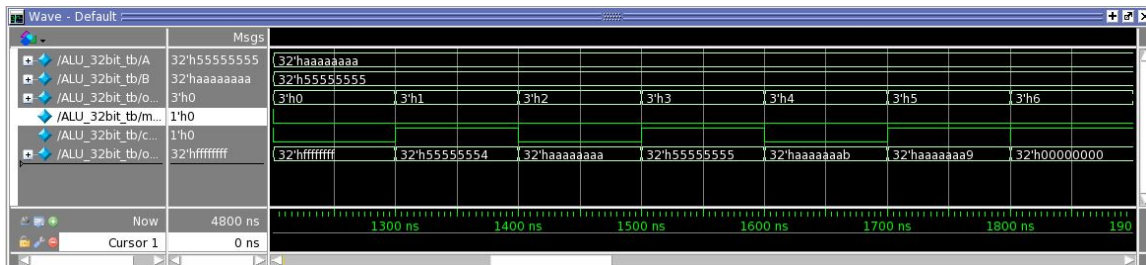 Wave - Default
Msgs
/ALU_32bit_tb/A 32'h55555555 32'haaaaaaaa
/ALU_32bit_tb/B 32'haaaaaaaa 32'h55555555
/ALU_32bit_tb/o... 3'h0 3'h0 3'h1 3'h2 3'h3 3'h4 3'h5 3'h6
/ALU_32bit_tb/m... 1'h0
/ALU_32bit_tb/c... 1'h0
/ALU_32bit_tb/o... 32'hffffffff 32'hffffffff 32'h55555554 32'haaaaaaaa 32'h55555555 32'haaaaaaab 32'haaaaaaa9 32'h00000000
Now 4800 ns 1300 ns 1400 ns 1500 ns 1600 ns 1700 ns 1800 ns 190
Cursor 1 0 ns